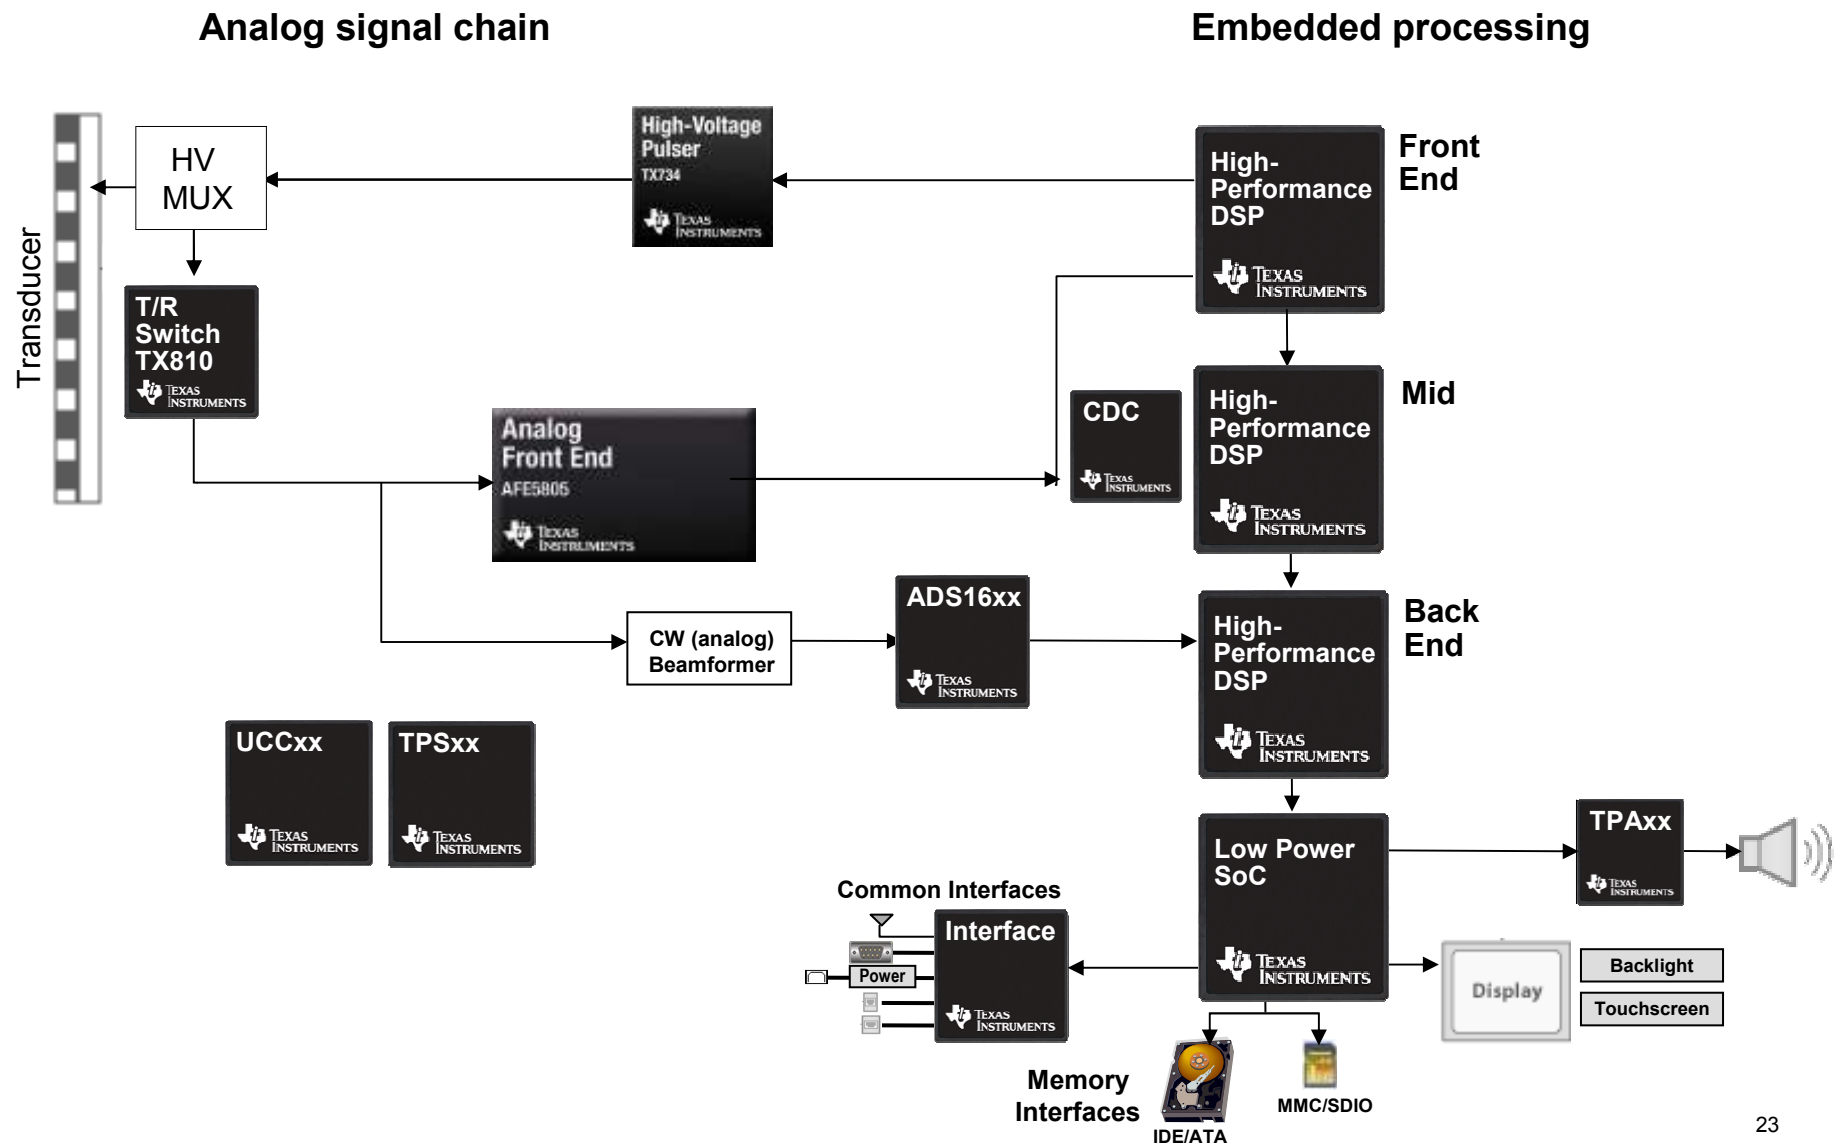 Analog signal chain
Embedded processing
Transducer
HV
MUX
High-Voltage
Pulser
TX734
TEXAS
INSTRUMENTS
High-
Performance
DSP
TEXAS
INSTRUMENTS
Front
End
T/R
Switch
TX810
TEXAS
INSTRUMENTS
Analog
Front End
AFE5805
TEXAS
INSTRUMENTS
CDC
TEXAS
INSTRUMENTS
High-
Performance
DSP
TEXAS
INSTRUMENTS
Mid
CW (analog)
Beamformer
ADS16xx
TEXAS
INSTRUMENTS
High-
Performance
DSP
TEXAS
INSTRUMENTS
Back
End
UCCxx
TEXAS
INSTRUMENTS
TPSxx
TEXAS
INSTRUMENTS
Low Power
SoC
TEXAS
INSTRUMENTS
TPAxx
TEXAS
INSTRUMENTS
Common Interfaces
Interface
Power
TEXAS
INSTRUMENTS
Display
Backlight
Touchscreen
Memory
Interfaces
IDE/ATA
MMC/SDIO
23